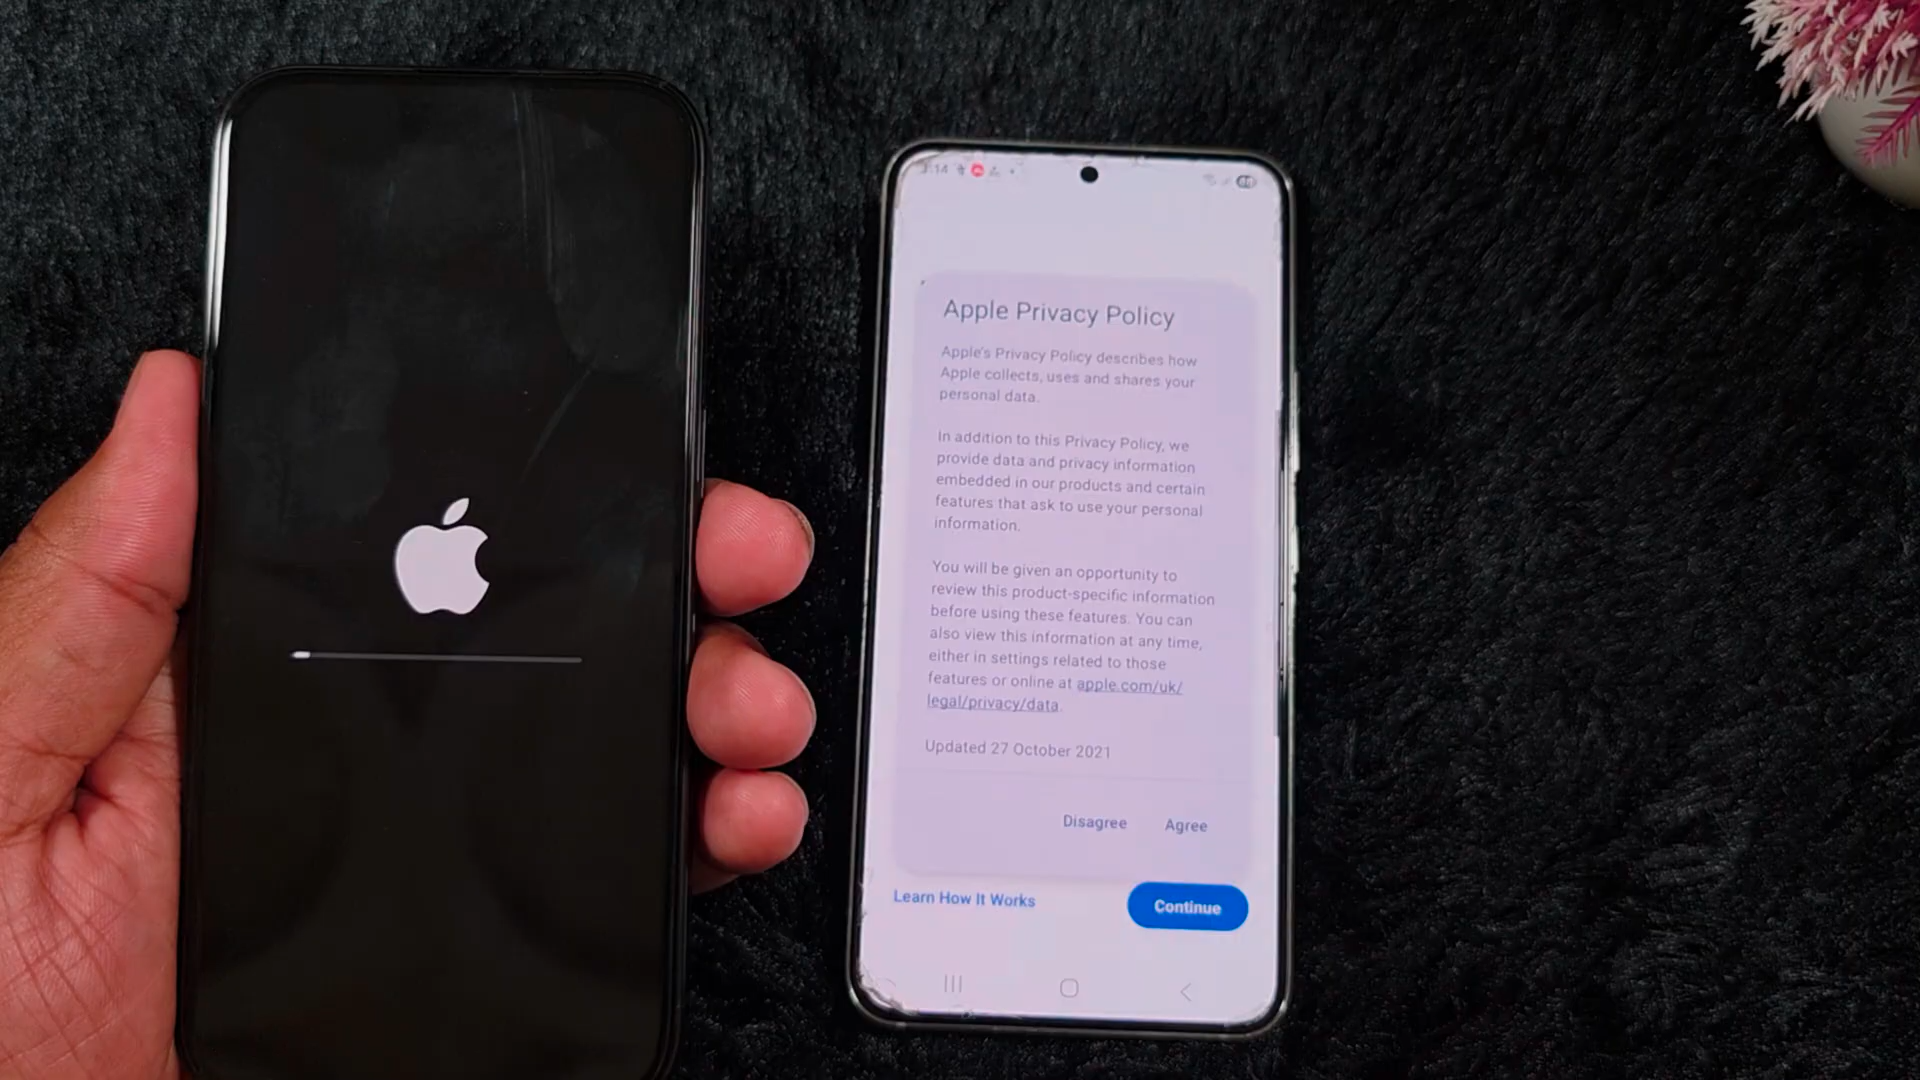 Apple Privacy Policy
Apple's Privacy Policy describes how
Apple collects, uses and shares your
personal data.
In addition to this Privacy Policy, we
provide data and privacy information
embedded in our products and certain
features that ask to use your personal
information.
You will be given an opportunity to
review this product-specific information
before using these features. You can
also view this information at any time,
either in settings related to those
features or online at apple.com/uk/
legal/privacy/data.
Updated 27 October 2021
Disagree Agree
Learn How It Works
Continue